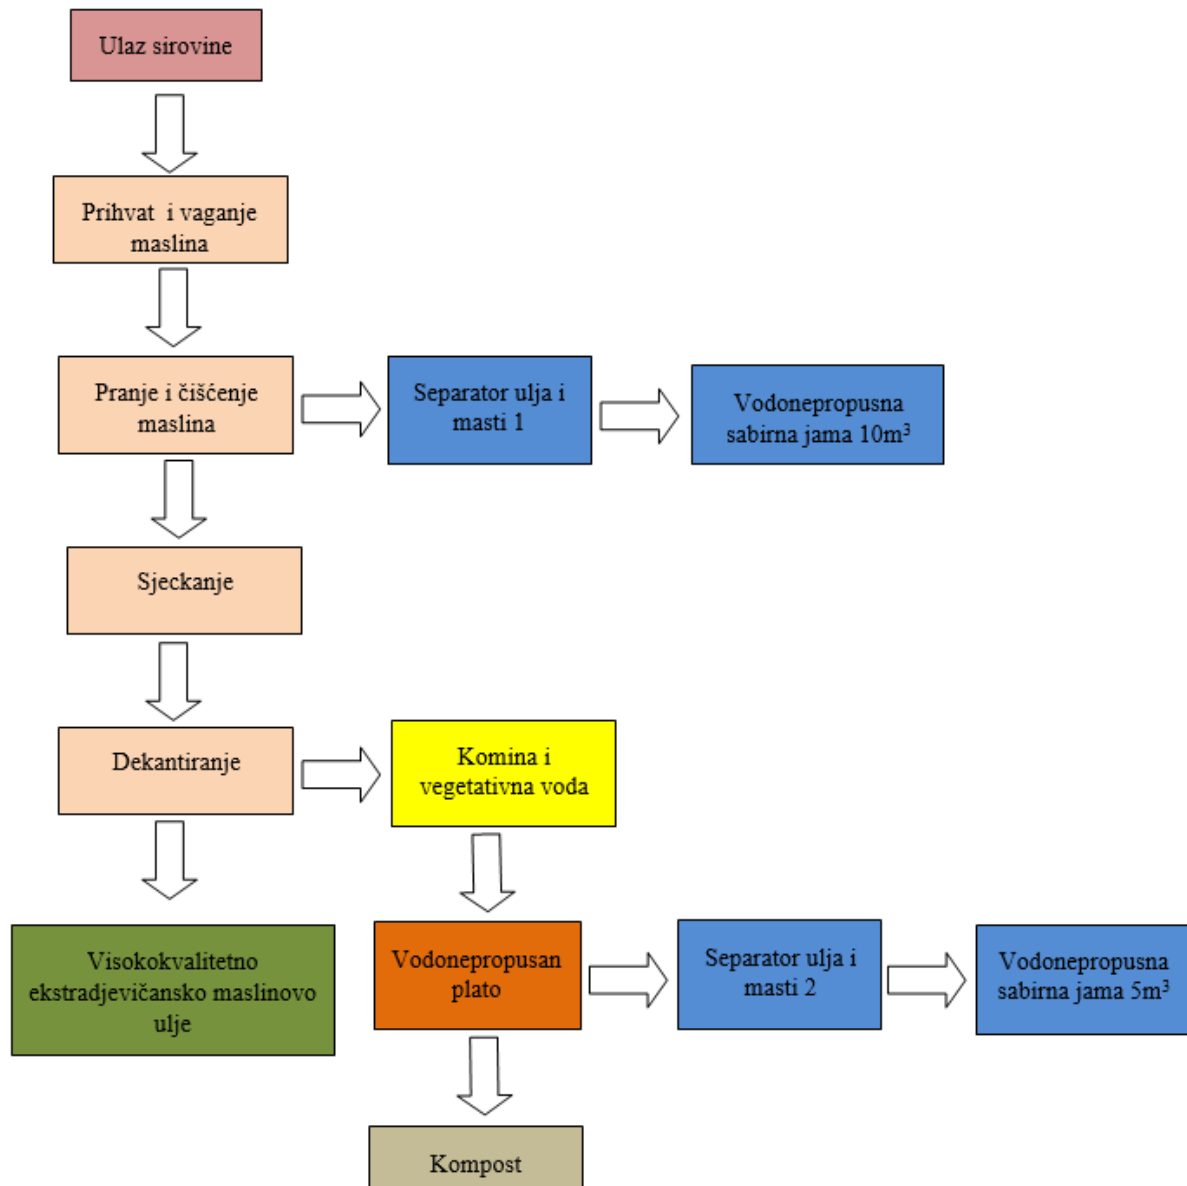 Ulaz sirovine
Prihvat i vaganje
maslina
Pranje i čišćenje
maslina
Separator ulja i
masti 1
Vodonepropusna
sabirna jama 10m³
Sjeckanje
Dekantiranje
Komina i
vegetativna voda
Visokokvalitetno
ekstradjevičansko maslinovo
ulje
Vodonepropusan
plato
Separator ulja i
masti 2
Vodonepropusna
sabirna jama 5m³
Kompost